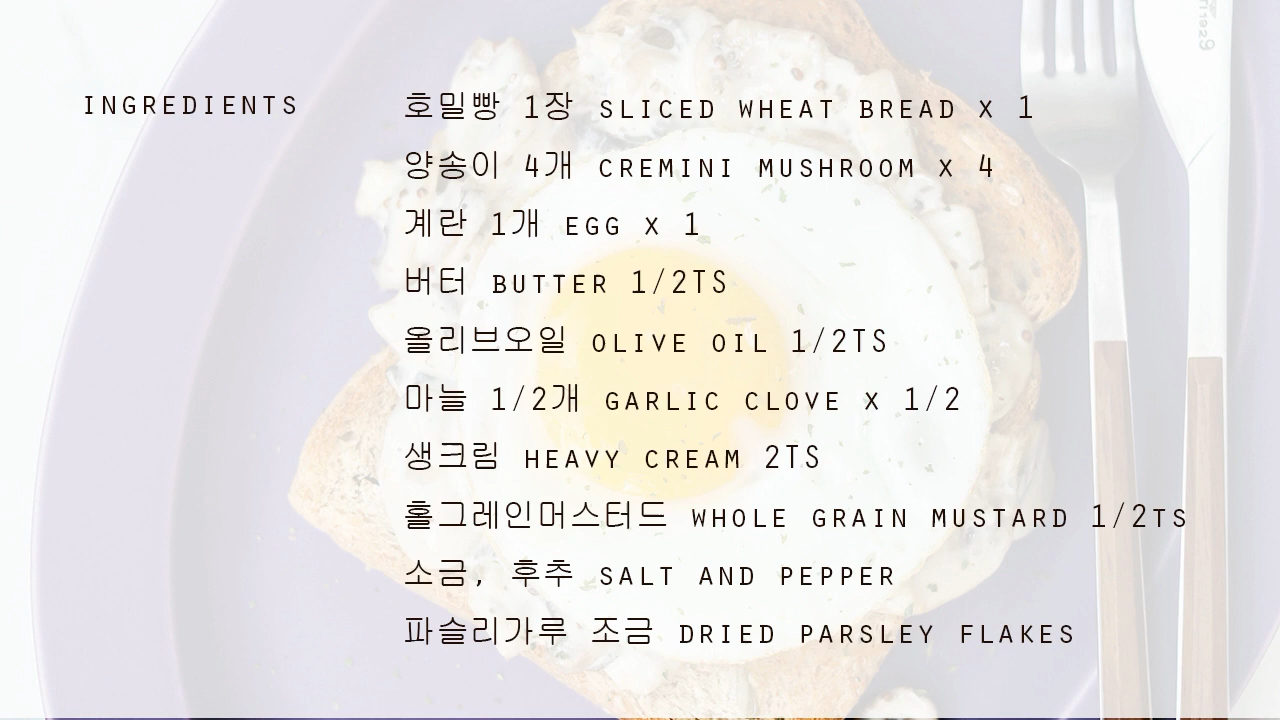 INGREDIENTS
호밀빵 1장 SLICED WHEAT BREAD X 1
양송이 4개 CREMINI MUSHROOM X 4
계란 1개 EGG X 1
버터 BUTTER 1/2TS
올리브오일 OLIVE OIL 1/2TS
마늘 1/2개 GARLIC CLOVE X 1/2
생크림 HEAVY CREAM 2TS
홀그레인머스터드 WHOLE GRAIN MUSTARD 1/2TS
소금, 후추 SALT AND PEPPER
파슬리가루 조금 DRIED PARSLEY FLAKES